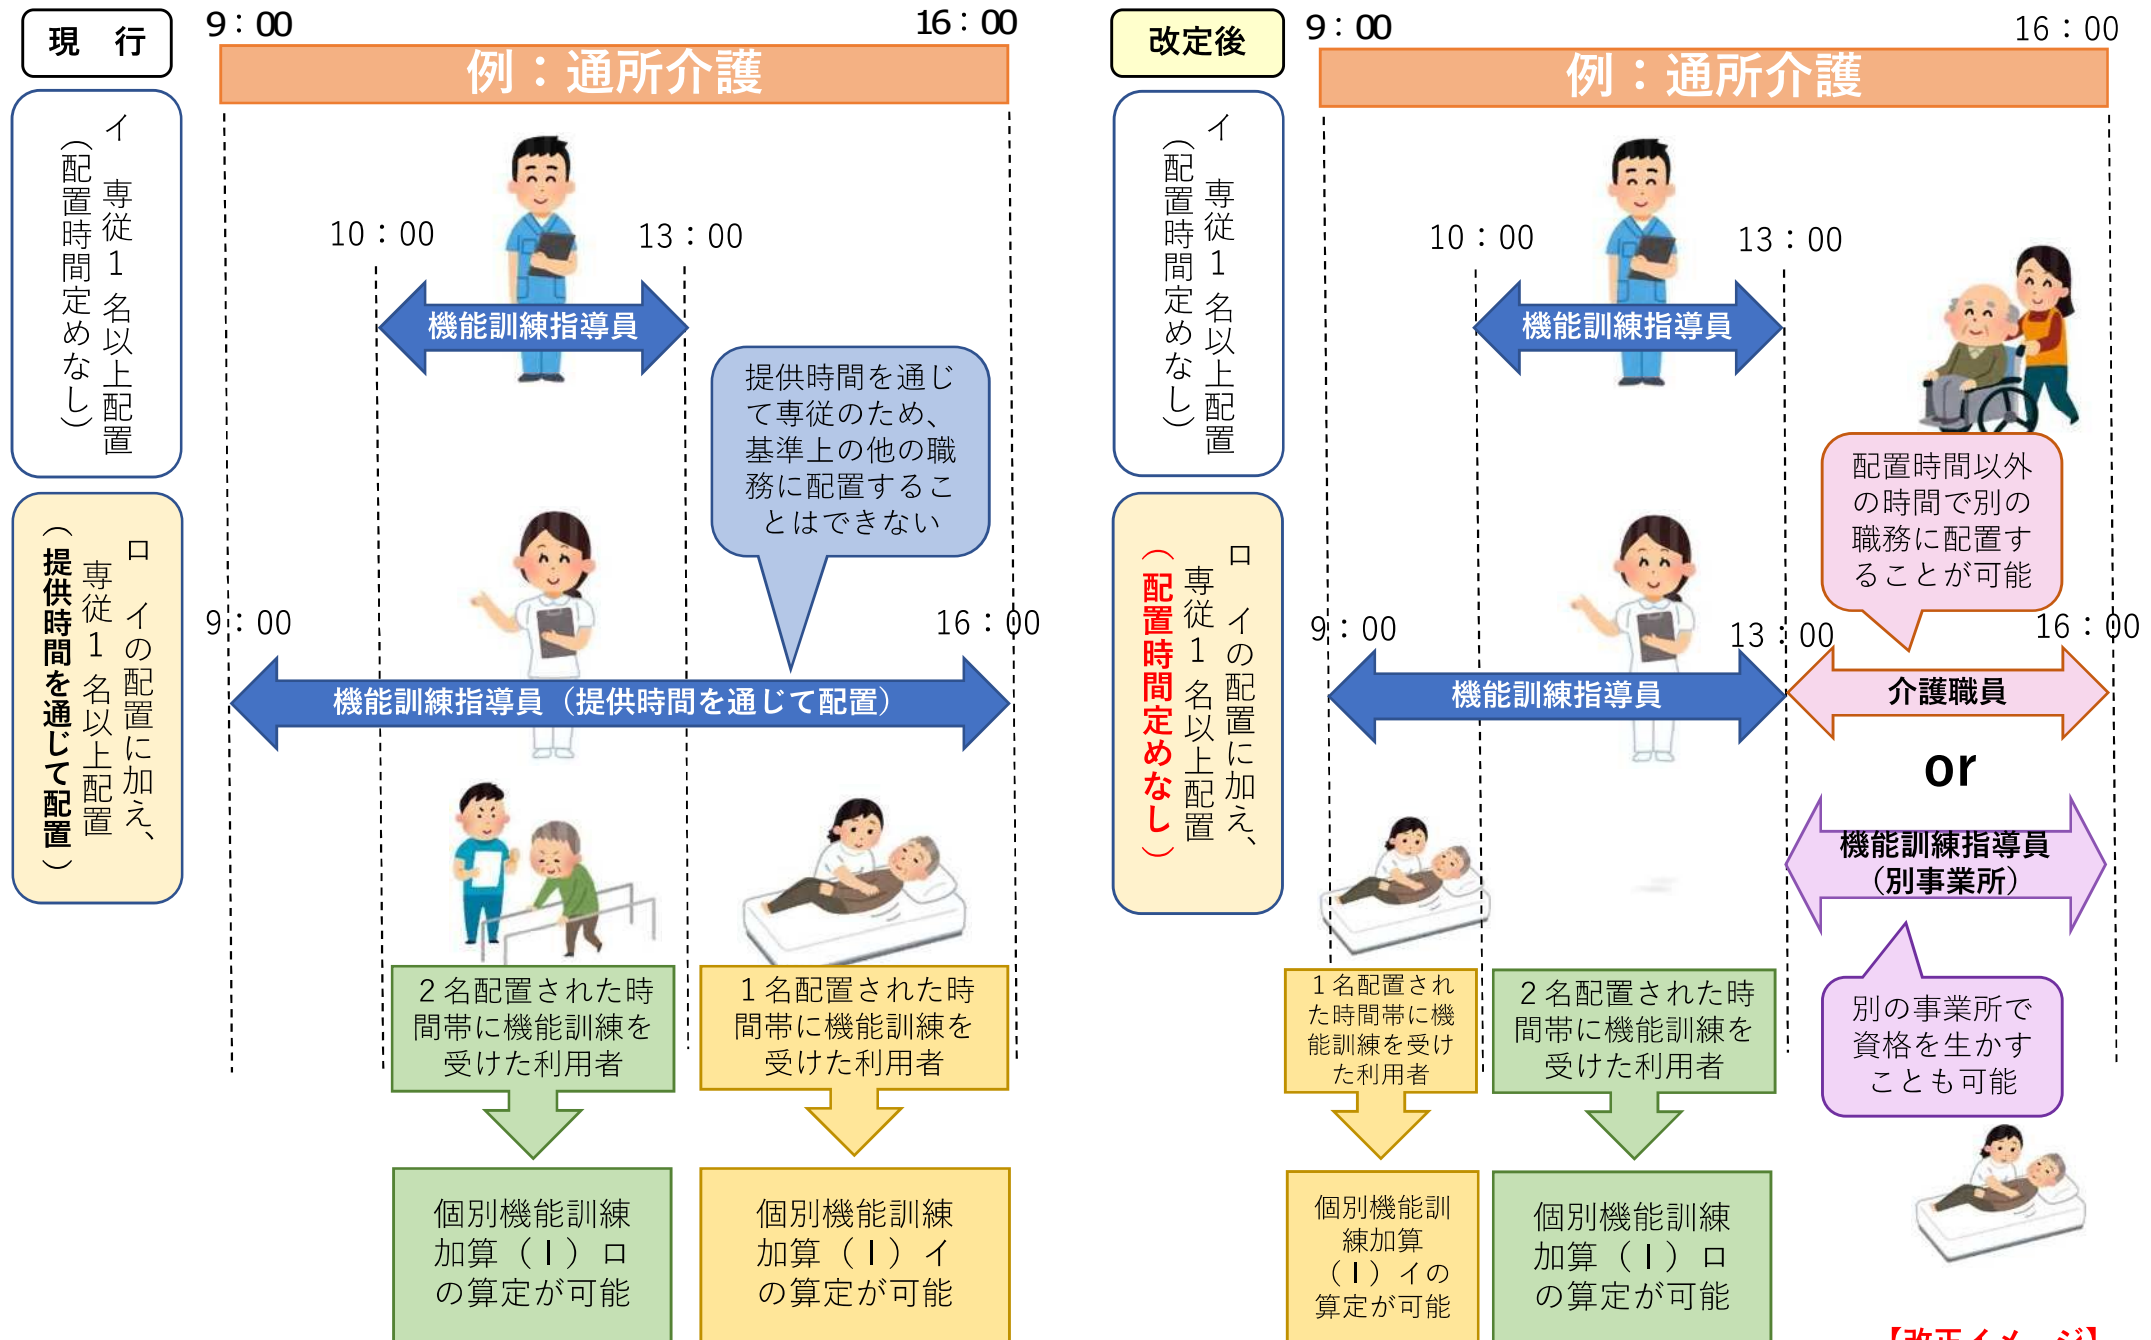 現　行
9：00
16：00
例：通所介護
イ　専従１名以上配置
（配置時間定めなし）
10：00
13：00
機能訓練指導員
提供時間を通じ
て専従のため、
基準上の他の職
務に配置するこ
とはできない
ロ　イの配置に加え、
専従１名以上配置
（提供時間を通じて配置）
9：00
16：00
機能訓練指導員（提供時間を通じて配置）
２名配置された時
間帯に機能訓練を
受けた利用者
１名配置された時
間帯に機能訓練を
受けた利用者
個別機能訓練
加算（Ⅰ）ロ
の算定が可能
個別機能訓練
加算（Ⅰ）イ
の算定が可能
改定後
9：00
16：00
例：通所介護
イ　専従１名以上配置
（配置時間定めなし）
10：00
13：00
機能訓練指導員
配置時間以外
の時間で別の
職務に配置す
ることが可能
ロ　イの配置に加え、
専従１名以上配置
（配置時間定めなし）
9：00
13：00
16：00
機能訓練指導員
介護職員
or
機能訓練指導員
（別事業所）
別の事業所で
資格を生かす
ことも可能
１名配置され
た時間帯に機
能訓練を受け
た利用者
２名配置された時
間帯に機能訓練を
受けた利用者
個別機能訓
練加算
（Ⅰ）イの
算定が可能
個別機能訓練
加算（Ⅰ）ロ
の算定が可能
【改正イメージ】